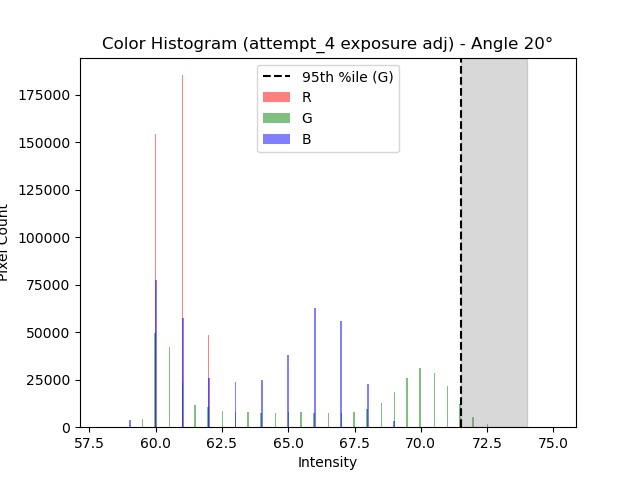 Color Histogram (attempt_4 exposure adj) - Angle 20°
95th %ile (G)
R
G
B
175000
150000
125000
100000
75000
50000
25000
0
Pixel Count
57.5 60.0 62.5 65.0 67.5 70.0 72.5 75.0
Intensity